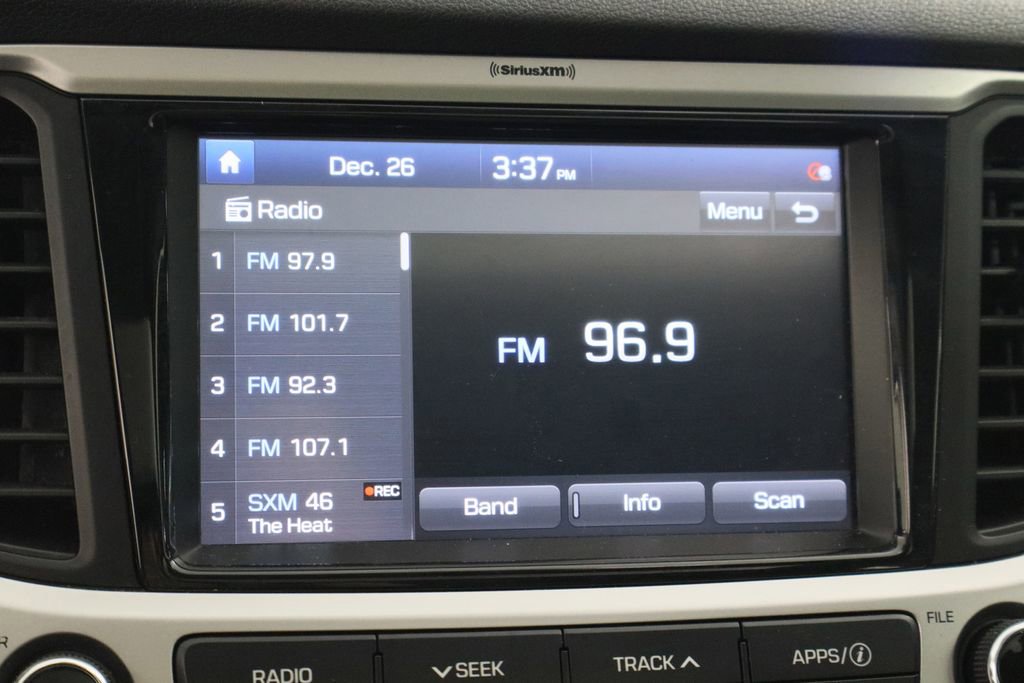 ((SiriusXM))
Dec. 26 3:37 PM
Radio Menu
1 FM 97.9
2 FM 101.7
3 FM 92.3
4 FM 107.1
5 SXM 46 REC
The Heat
FM 96.9
Band Info Scan
FILE
RADIO SEEK TRACK APPS/i